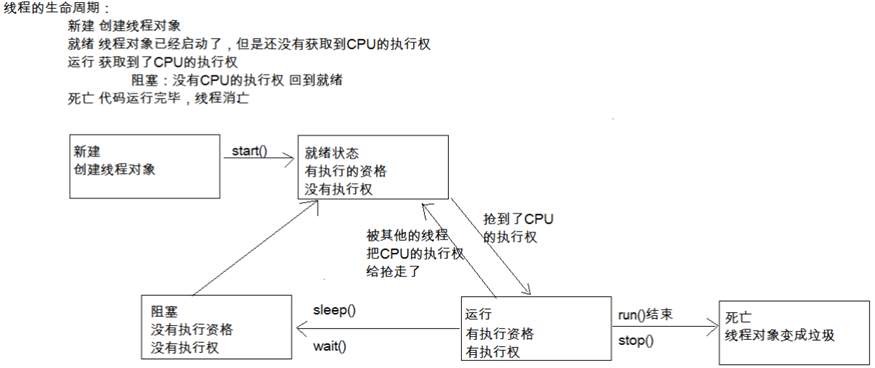 线程的生命周期：
新建 创建线程对象
就绪 线程对象已经启动了，但是还没有获取到CPU的执行权
运行 获取到了CPU的执行权
阻塞：没有CPU的执行权 回到就绪
死亡 代码运行完毕，线程消亡
新建
创建线程对象
start()
就绪状态
有执行的资格
没有执行权
被其他的线程
把CPU的执行权
给抢走了
抢到了CPU
的执行权
阻塞
没有执行资格
没有执行权
sleep()
wait()
运行
有执行资格
有执行权
run()结束
stop()
死亡
线程对象变成垃圾